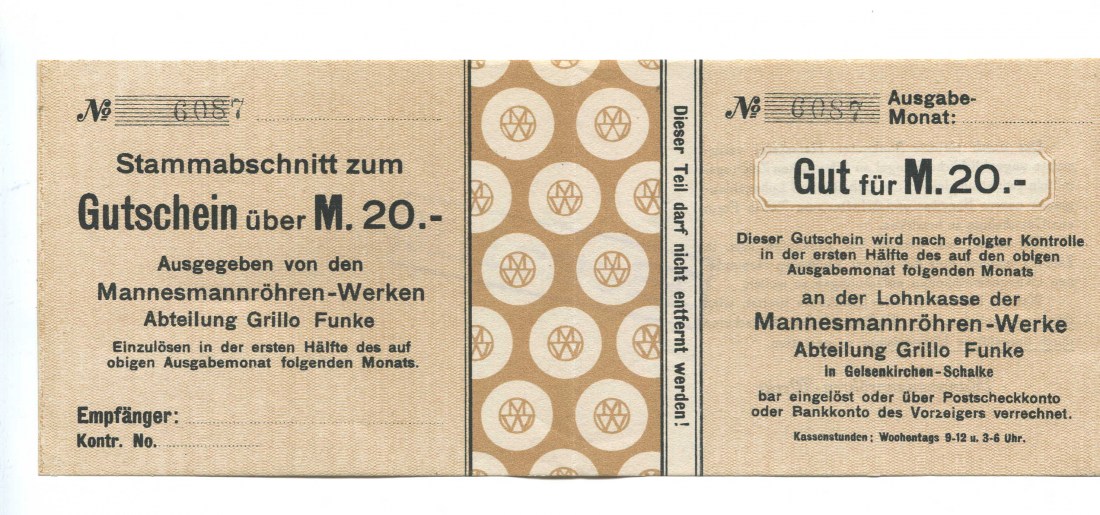 № 6087
Stammabschnitt zum
Gutschein über M. 20.-
Ausgegeben von den
Mannesmannröhren-Werken
Abteilung Grillo Funke
Einzulösen in der ersten Hälfte des auf
obigen Ausgabemonat folgenden Monats.
Empfänger:
Kontr. No.
Dieser Teil darf nicht entfernt werden!
№ 6087
Ausgabe-
Monat:
Gut für M. 20.-
Dieser Gutschein wird nach erfolgter Kontrolle
in der ersten Hälfte des auf den obigen
Ausgabemonat folgenden Monats
an der Lohnkasse der
Mannesmannröhren-Werke
Abteilung Grillo Funke
in Gelsenkirchen-Schalke
bar eingelöst oder über Postscheckkonto
oder Bankkonto des Vorzeigers verrechnet.
Kassenstunden; Wochentags 9-12 u. 3-6 Uhr.